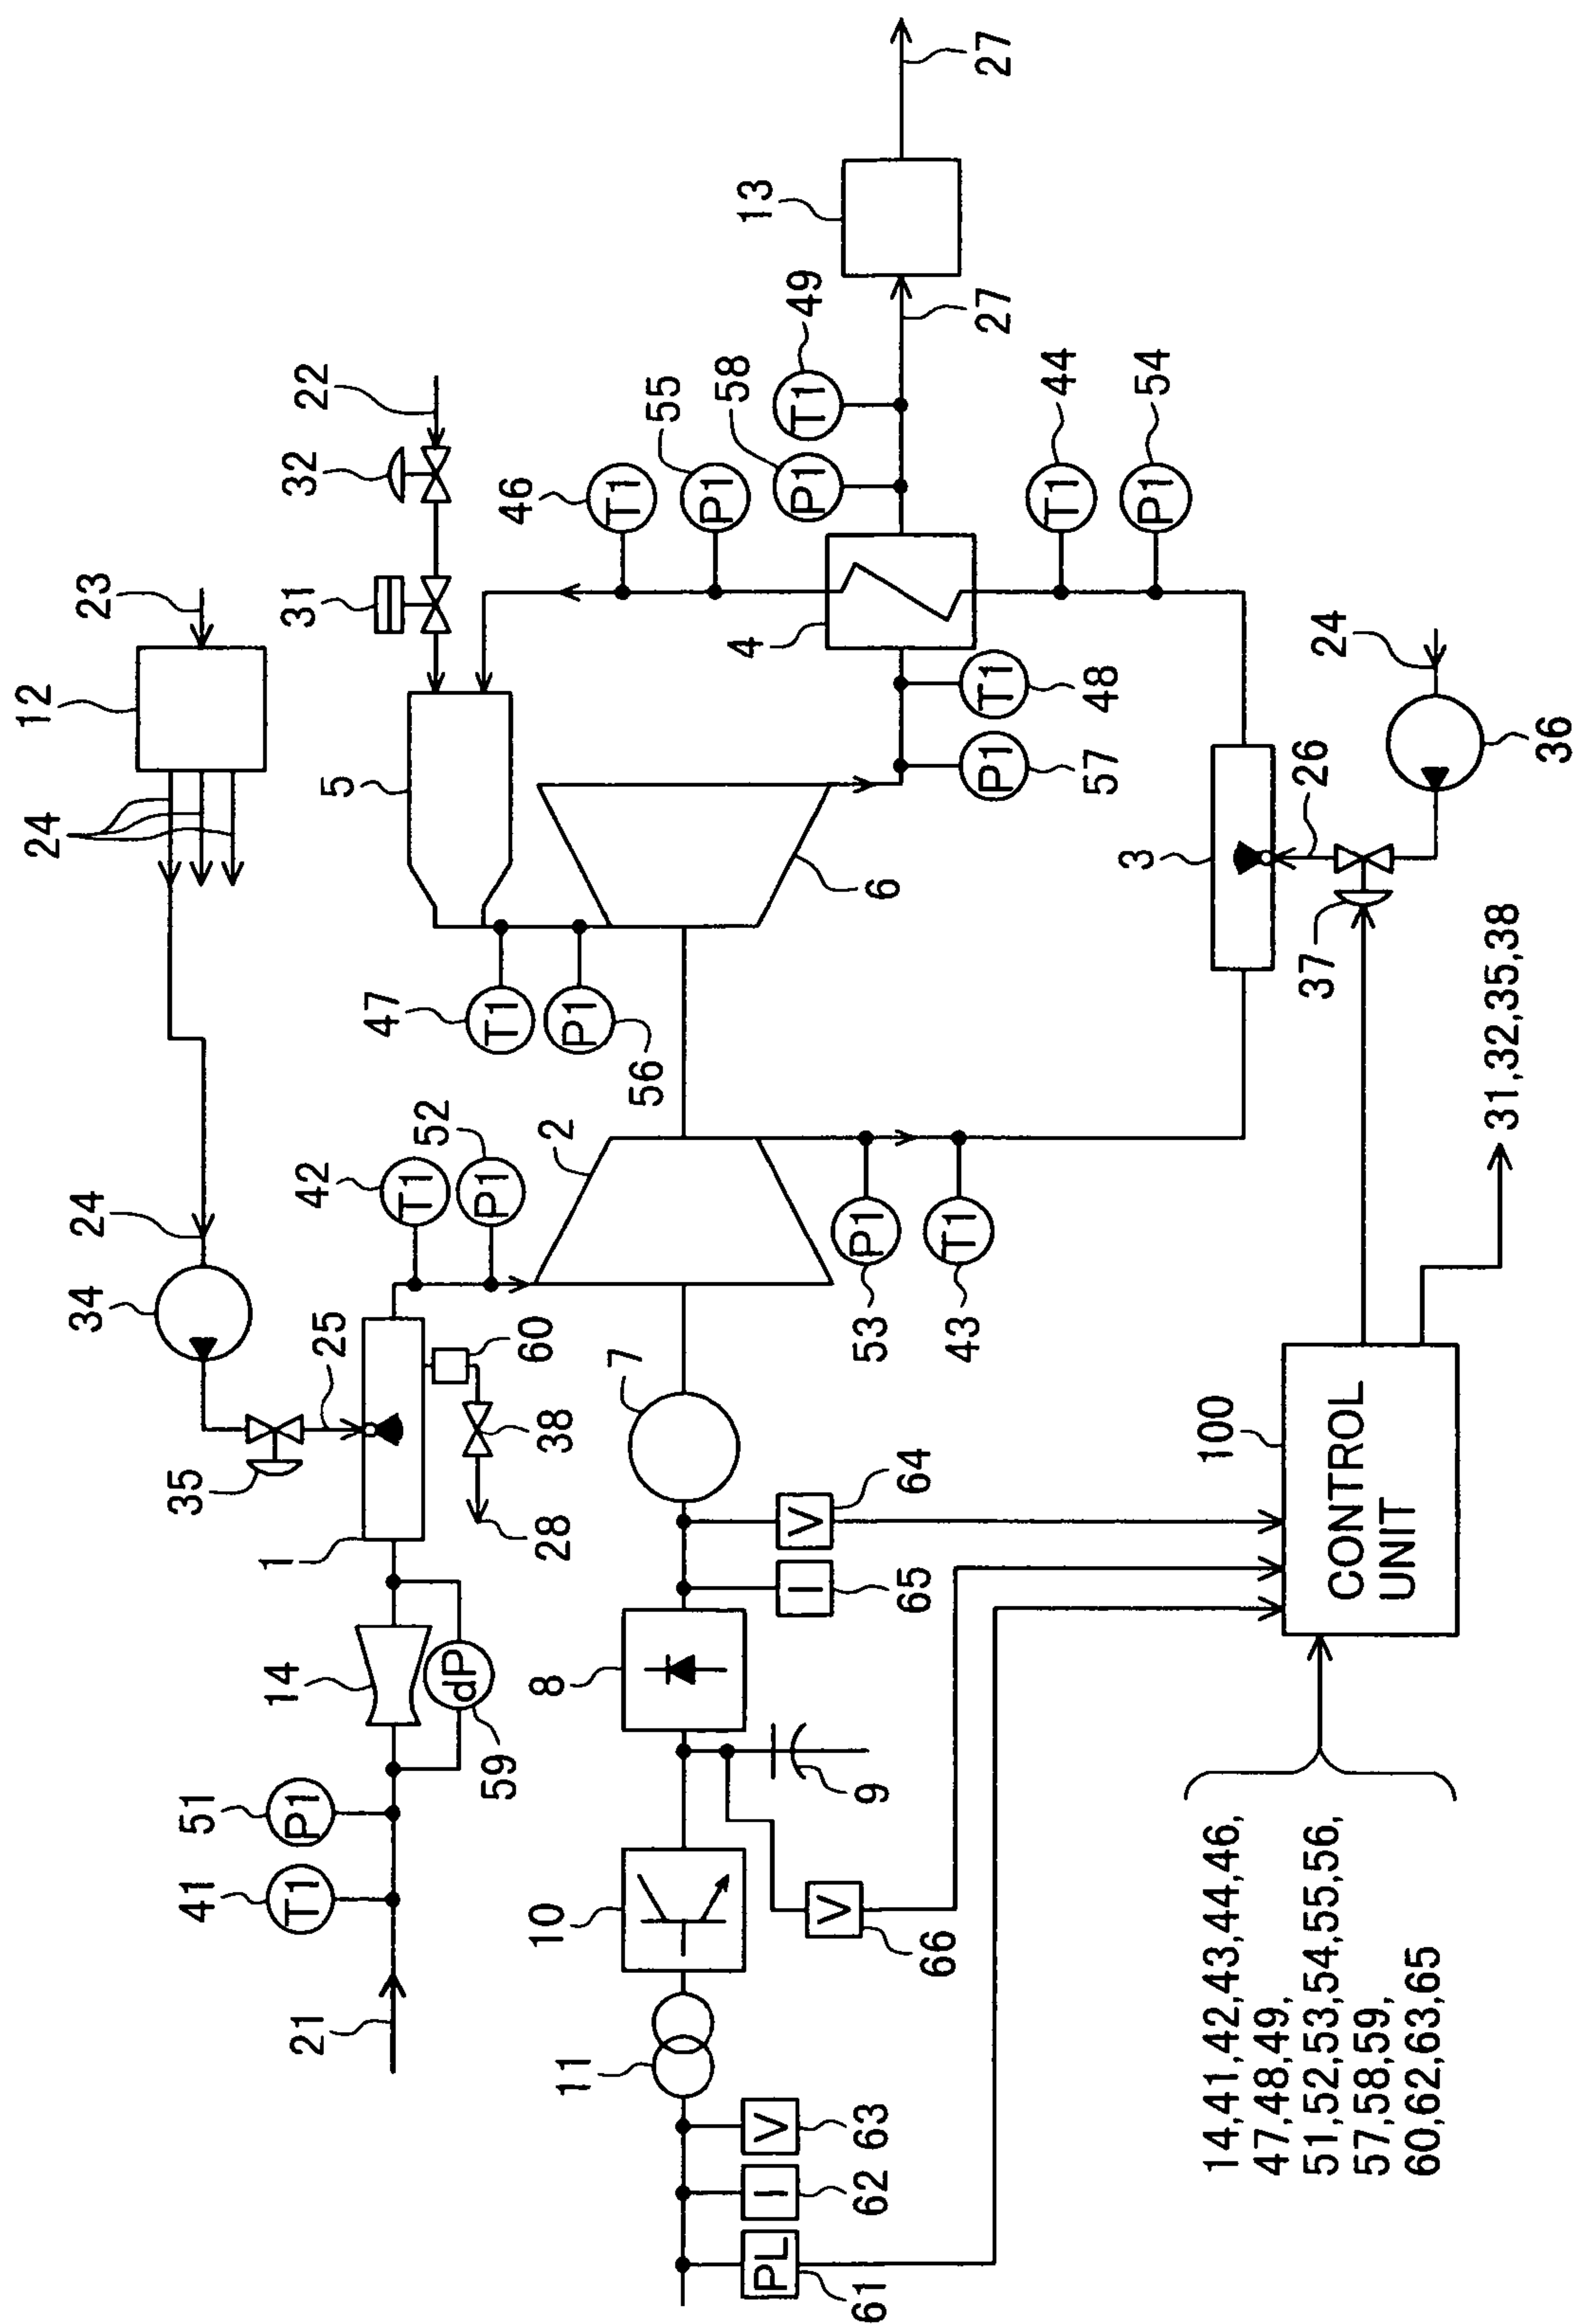 23
22
12
32
31
24
46
55
58
49
13
27
27
T1
P1
P1
T1
5
4
44
54
T1
P1
24
34
24
47
T1
P1
56
6
T1
48
P1
57
36
26
3
37
42
52
T1
P1
2
25
35
60
38
28
1
7
P1
53
T1
43
31,32,35,38
14
dP
59
8
64
V
65
I
100
CONTROL
UNIT
51
P1
41
T1
21
9
10
V
66
11
V
63
I
62
PL
61
14,41,42,43,44,46,
47,48,49,
51,52,53,54,55,56,
57,58,59,
60,62,63,65